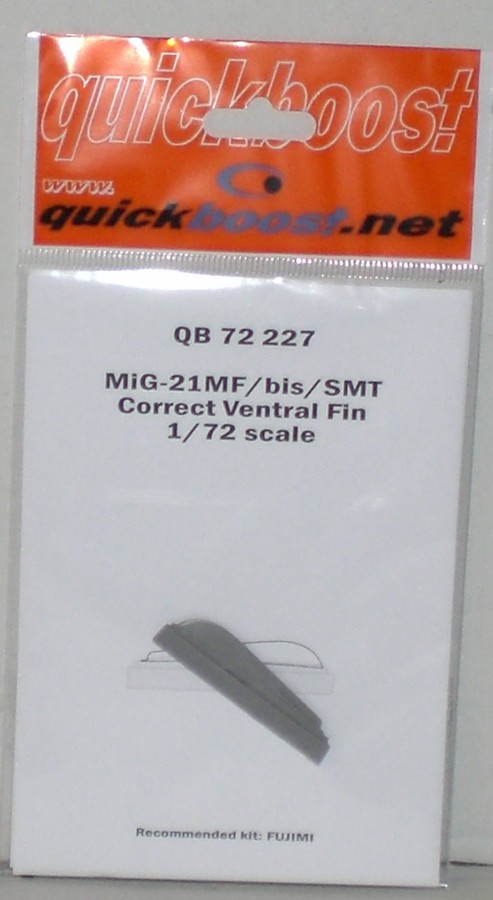 quickboost
www.
quickboost.net
QB 72 227
MiG-21MF/bis/SMT
Correct Ventral Fin
1/72 scale
Recommended kit: FUJIMI